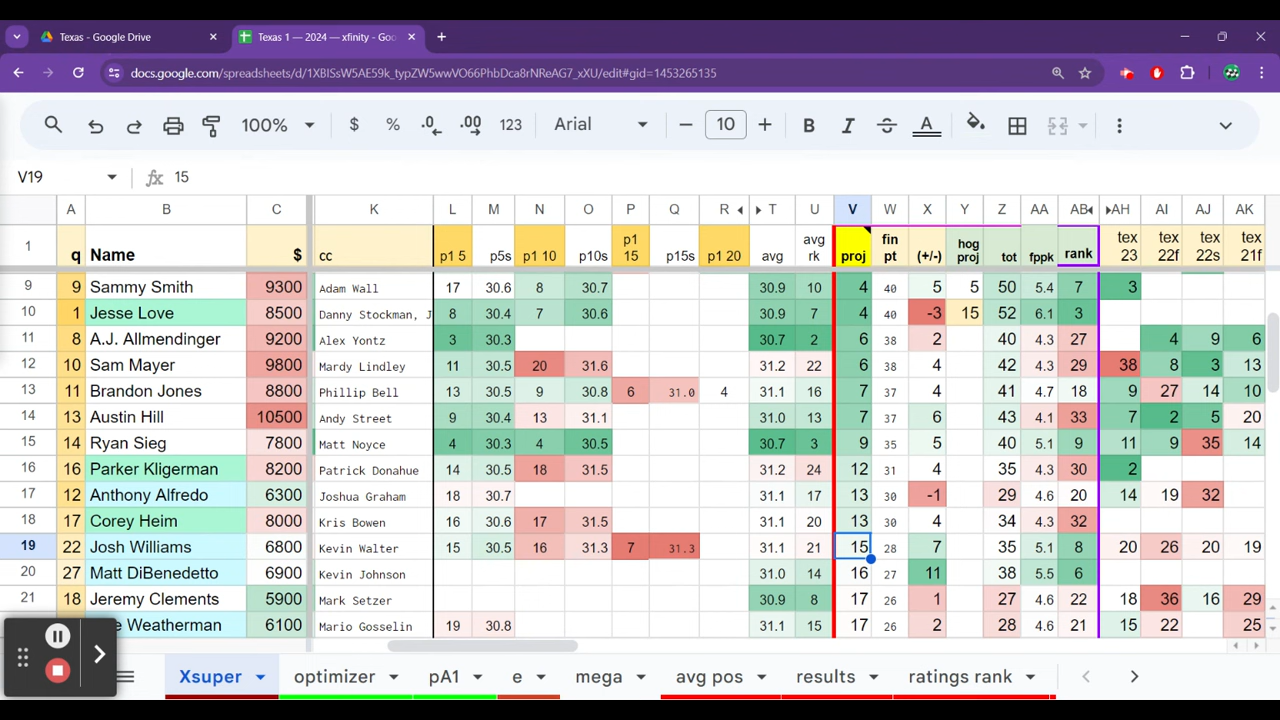 Texas - Google Drive
Texas 1 — 2024 — xfinity - Goo
docs.google.com/spreadsheets/d/1XBISsW5AE59k_typZW5wwVO66PhbDca8rNReAG7_xXU/edit#gid=1453265135
100% $ % .0 .00 123 Arial 10 B I S A
V19 fx 15
A B C K L M N O P Q R T U V W X Y Z AA AB AH AI AJ AK
1 q Name $ cc p1 5 p5s p1 10 p10s p1 15 p15s p1 20 avg avg rk proj fin pt (+/-) hog proj tot fppk rank tex 23 tex 22f tex 22s tex 21f
9 9 Sammy Smith 9300 Adam Wall 17 30.6 8 30.7 30.9 10 4 40 5 5 50 5.4 7 3
10 1 Jesse Love 8500 Danny Stockman, J 8 30.4 7 30.6 30.9 7 4 40 -3 15 52 6.1 3
11 8 A.J. Allmendinger 9200 Alex Yontz 3 30.3 30.7 2 6 38 2 40 4.3 27 4 9 6
12 10 Sam Mayer 9800 Mardy Lindley 11 30.5 20 31.6 31.2 22 6 38 4 42 4.3 29 38 8 3 13
13 11 Brandon Jones 8800 Phillip Bell 13 30.5 9 30.8 6 31.0 4 31.1 16 7 37 4 41 4.7 18 9 27 14 10
14 13 Austin Hill 10500 Andy Street 9 30.4 13 31.1 31.0 13 7 37 6 43 4.1 33 7 2 5 20
15 14 Ryan Sieg 7800 Matt Noyce 4 30.3 4 30.5 30.7 3 9 35 5 40 5.1 9 11 9 35 14
16 16 Parker Kligerman 8200 Patrick Donahue 14 30.5 18 31.5 31.2 24 12 31 4 35 4.3 30 2
17 12 Anthony Alfredo 6300 Joshua Graham 18 30.7 31.1 17 13 30 -1 29 4.6 20 14 19 32
18 17 Corey Heim 8000 Kris Bowen 16 30.6 17 31.5 31.1 20 13 30 4 34 4.3 32
19 22 Josh Williams 6800 Kevin Walter 15 30.5 16 31.3 7 31.3 31.1 21 15 28 7 35 5.1 8 20 26 20 19
20 27 Matt DiBenedetto 6900 Kevin Johnson 31.0 14 16 27 11 38 5.5 6
21 18 Jeremy Clements 5900 Mark Setzer 30.9 8 17 26 1 27 4.6 22 18 36 16 29
Weatherman 6100 Mario Gosselin 19 30.8 31.1 15 17 26 2 28 4.6 21 15 22 25
Xsuper optimizer pA1 e mega avg pos results ratings rank